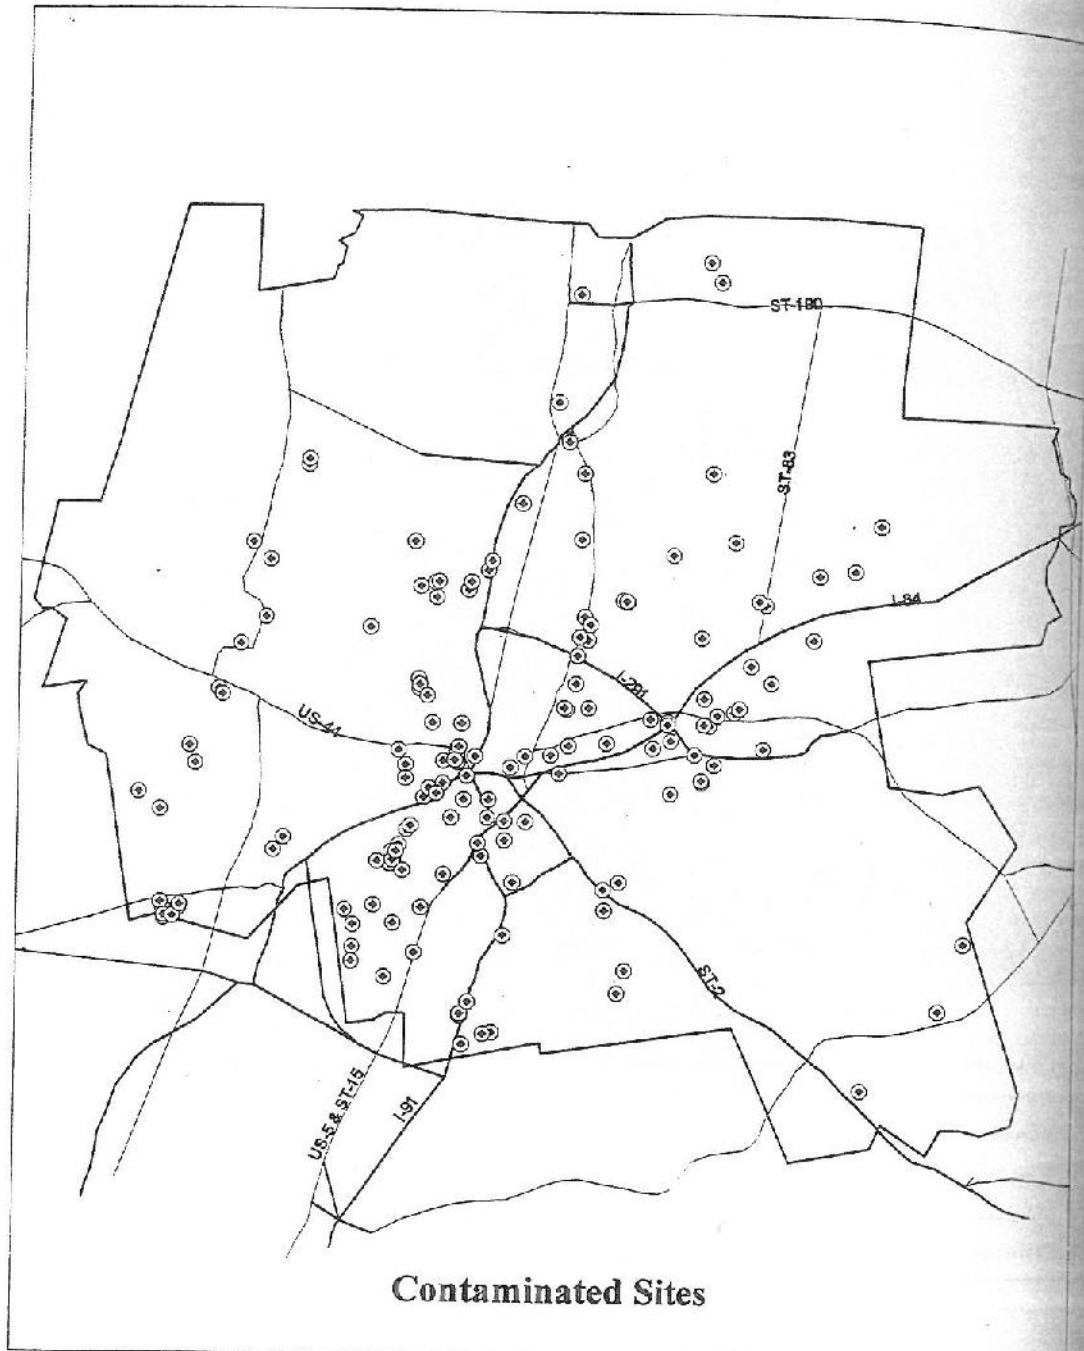 ST-190
ST-83
I-84
I-291
US-44
ST-2
US-5 & ST-15
I-91
Contaminated Sites